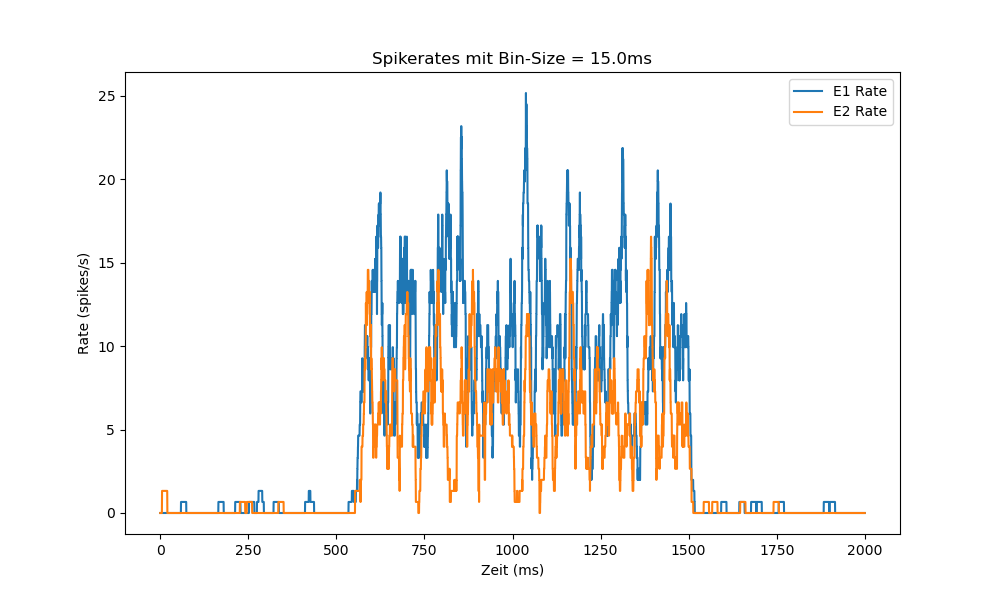 Spikerates mit Bin-Size = 15.0ms
E1 Rate
E2 Rate
25
20
15
10
5
0
Rate (spikes/s)
0 250 500 750 1000 1250 1500 1750 2000
Zeit (ms)